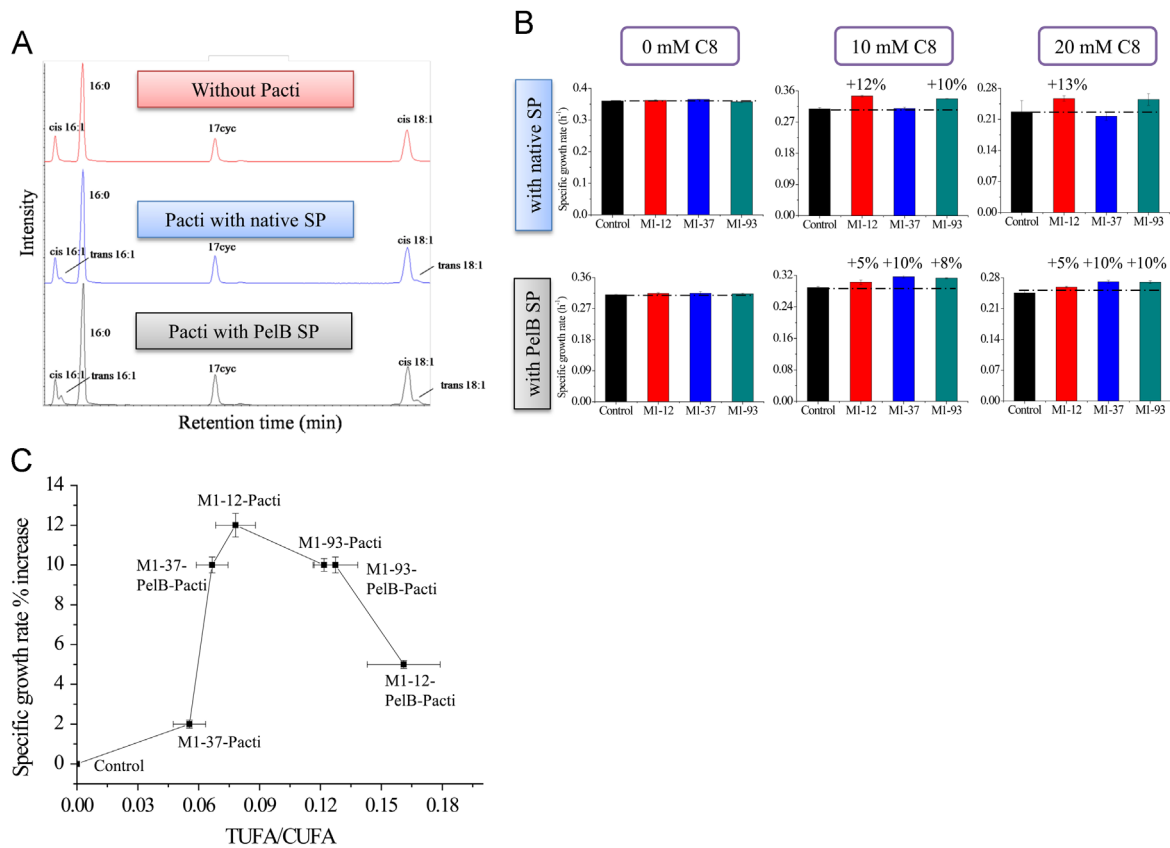 A
Intensity
Without Pacti
cis 16:1
16:0
17cyc
cis 18:1
Pacti with native SP
cis 16:1
trans 16:1
16:0
17cyc
cis 18:1
trans 18:1
Pacti with PelB SP
cis 16:1
trans 16:1
16:0
17cyc
cis 18:1
trans 18:1
Retention time (min)
B
0 mM C8
10 mM C8
20 mM C8
with native SP
Specific growth rate (h-1)
0.36
0.27
0.18
0.09
0.0
Control M1-12 M1-37 M1-93
0.36
0.30
0.24
0.18
0.12
0.06
0.00
+12% +10%
Control M1-12 M1-37 M1-93
0.28
0.21
0.14
0.07
0.00
+13%
Control M1-12 M1-37 M1-93
with PelB SP
Specific growth rate (h-1)
0.36
0.27
0.18
0.09
0.00
Control M1-12 M1-37 M1-93
0.32
0.24
0.16
0.08
0.00
+5% +10% +8%
Control M1-12 M1-37 M1-93
0.28
0.21
0.14
0.07
0.00
+5% +10% +10%
Control M1-12 M1-37 M1-93
C
Specific growth rate % increase
14
12
10
8
6
4
2
0
M1-12-Pacti
M1-37-
PelB-Pacti
M1-93-Pacti
M1-93-
PelB-Pacti
M1-12-
PelB-Pacti
M1-37-Pacti
Control
0.00 0.03 0.06 0.09 0.12 0.15 0.18
TUFA/CUFA